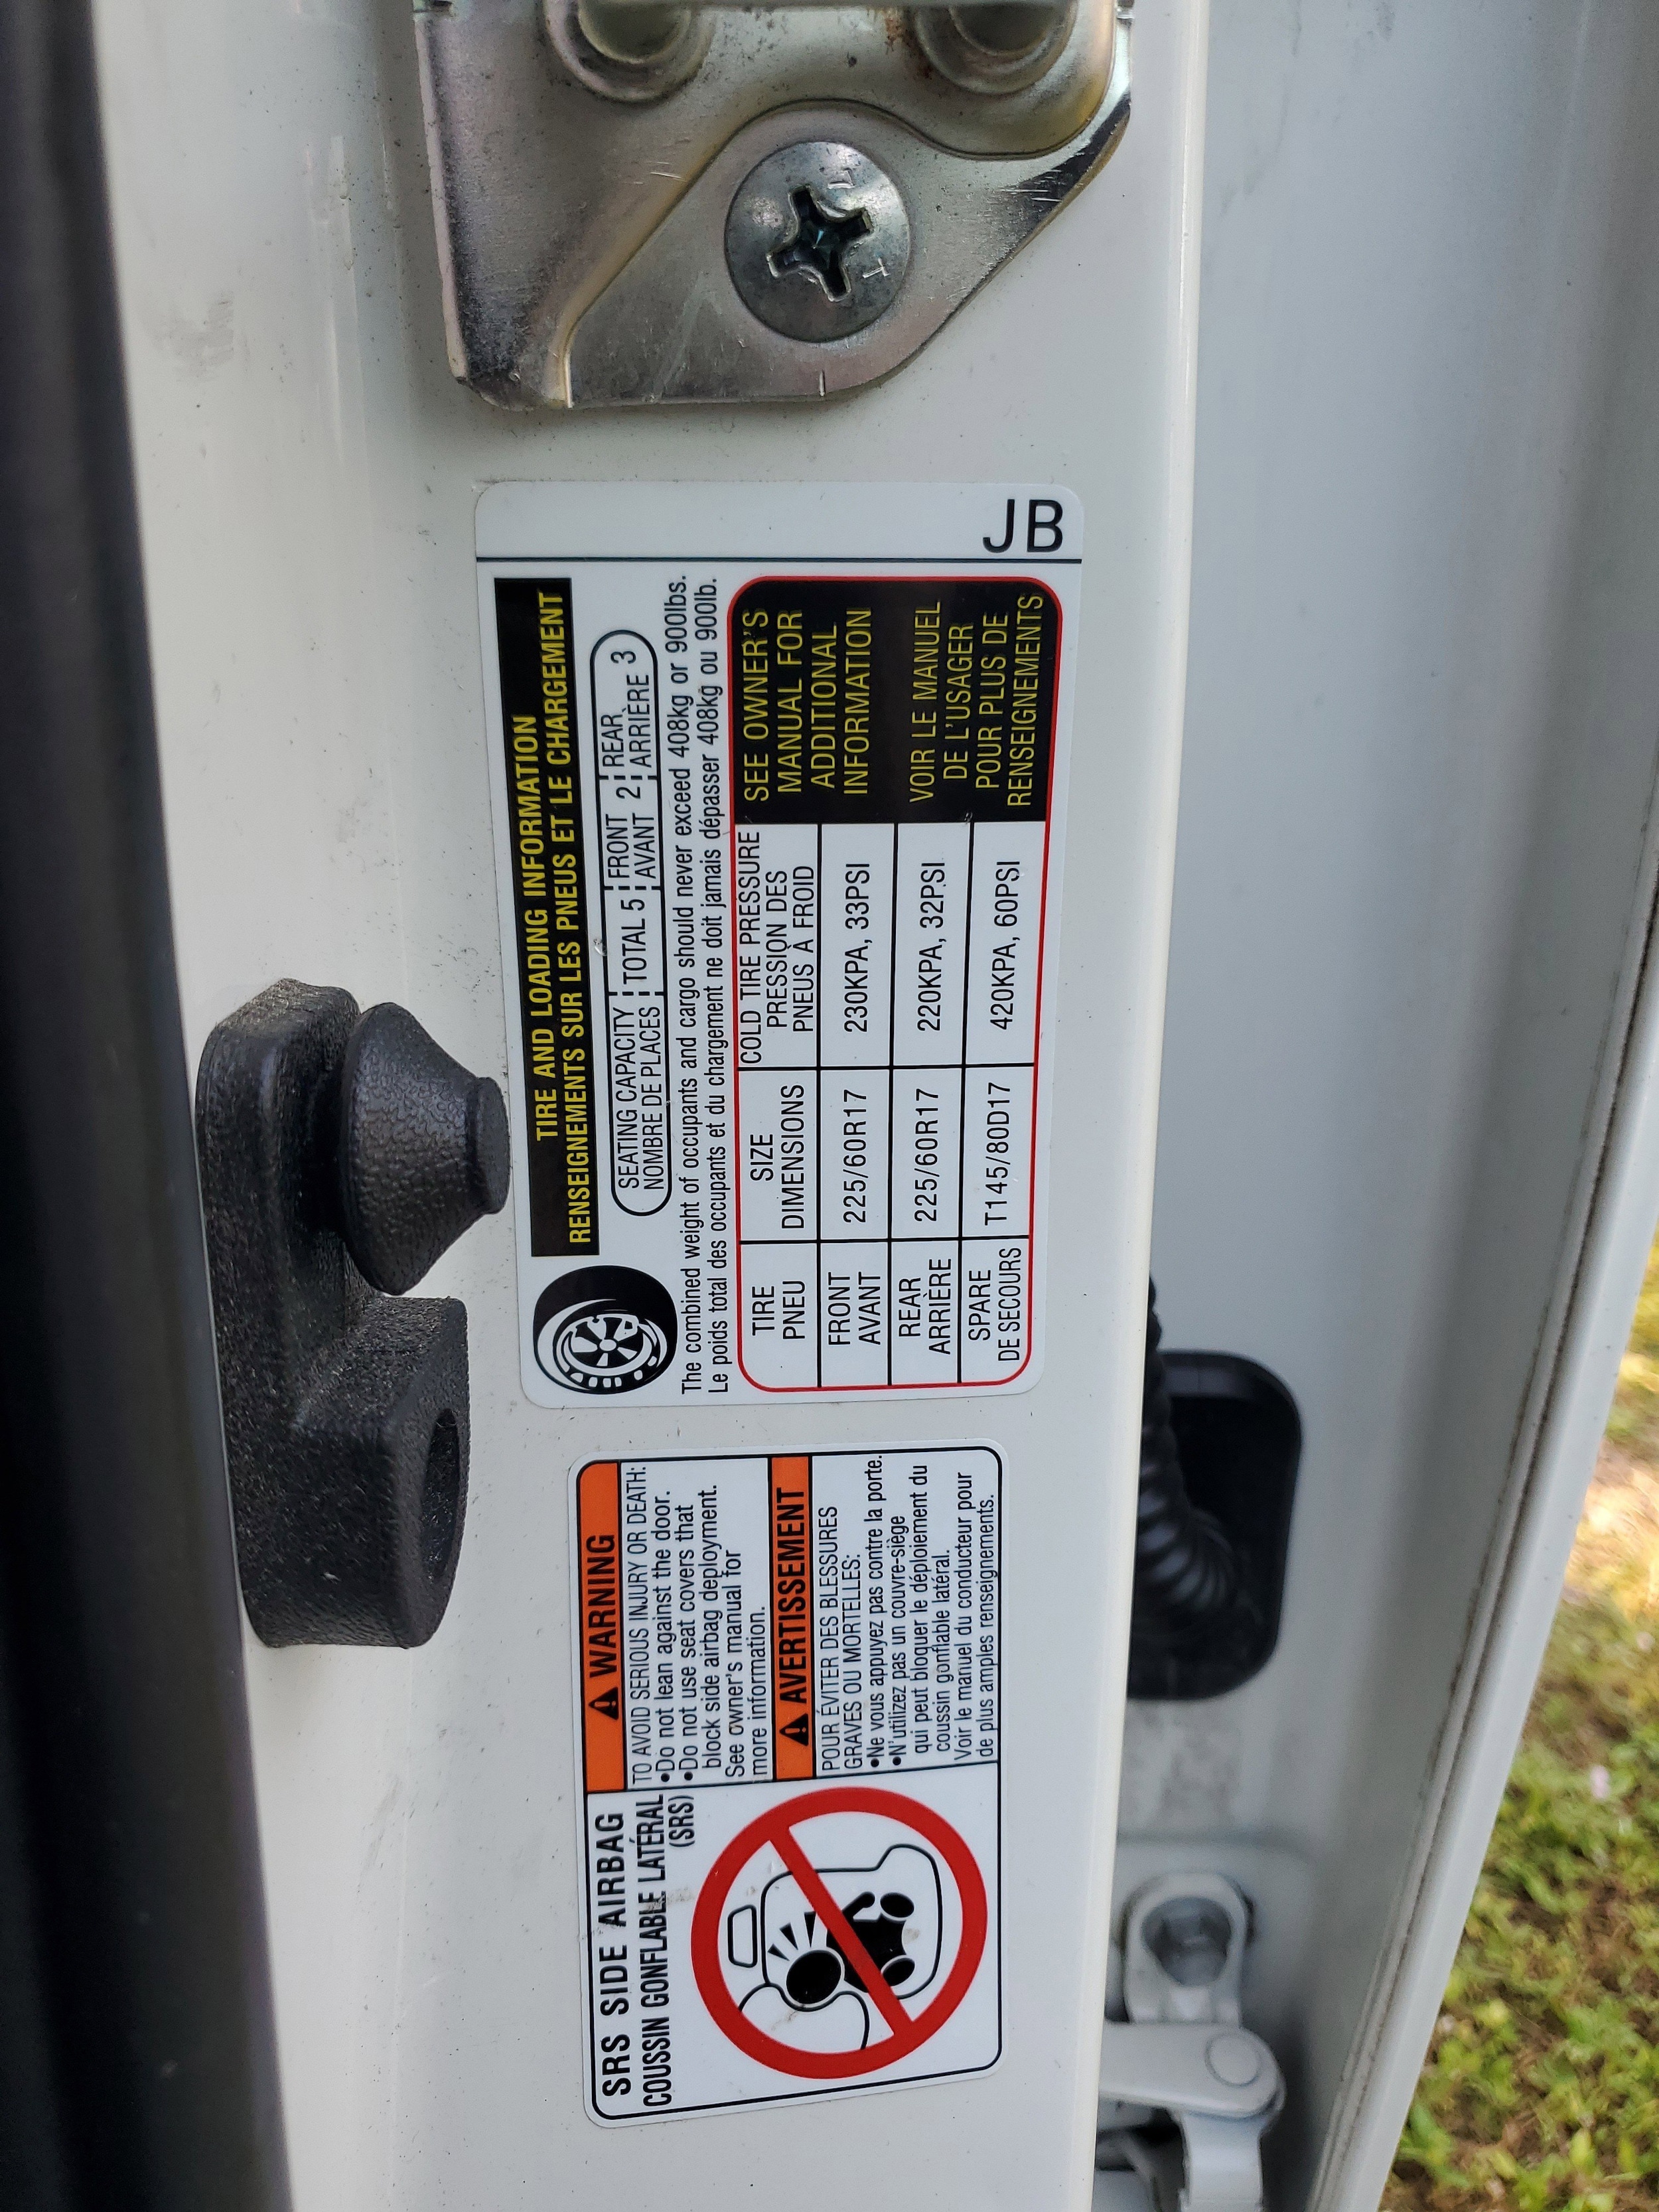 SRS SIDE AIRBAG
COUSSIN GONFLABLE LATÉRAL
(SRS)
WARNING
TO AVOID SERIOUS INJURY OR DEATH:
•Do not lean against the door.
•Do not use seat covers that
block side airbag deployment.
See owner's manual for
more information.
AVERTISSEMENT
POUR ÉVITER DES BLESSURES
GRAVES OU MORTELLES:
•Ne vous appuyez pas contre la porte.
•N'utilizez pas un couvre-siège
qui peut bloquer le déploiement du
coussin gonflable latéral.
Voir le manuel du conducteur pour
de plus amples renseignements.
TIRE AND LOADING INFORMATION
RENSEIGNEMENTS SUR LES PNEUS ET LE CHARGEMENT
SEATING CAPACITY TOTAL 5 FRONT 2 REAR 3
NOMBRE DE PLACES AVANT ARRIÈRE
The combined weight of occupants and cargo should never exceed 408kg or 900lbs.
Le poids total des occupants et du chargement ne doit jamais dépasser 408kg ou 900lb.
TIRE SIZE COLD TIRE PRESSURE
PNEU DIMENSIONS PRESSION DES
PNEUS À FROID
FRONT 225/60R17 230KPA, 33PSI
AVANT
REAR 225/60R17 220KPA, 32PSI
ARRIÈRE
SPARE T145/80D17 420KPA, 60PSI
DE SECOURS
SEE OWNER'S
MANUAL FOR
ADDITIONAL
INFORMATION
VOIR LE MANUEL
DE L'USAGER
POUR PLUS DE
RENSEIGNEMENTS
JB